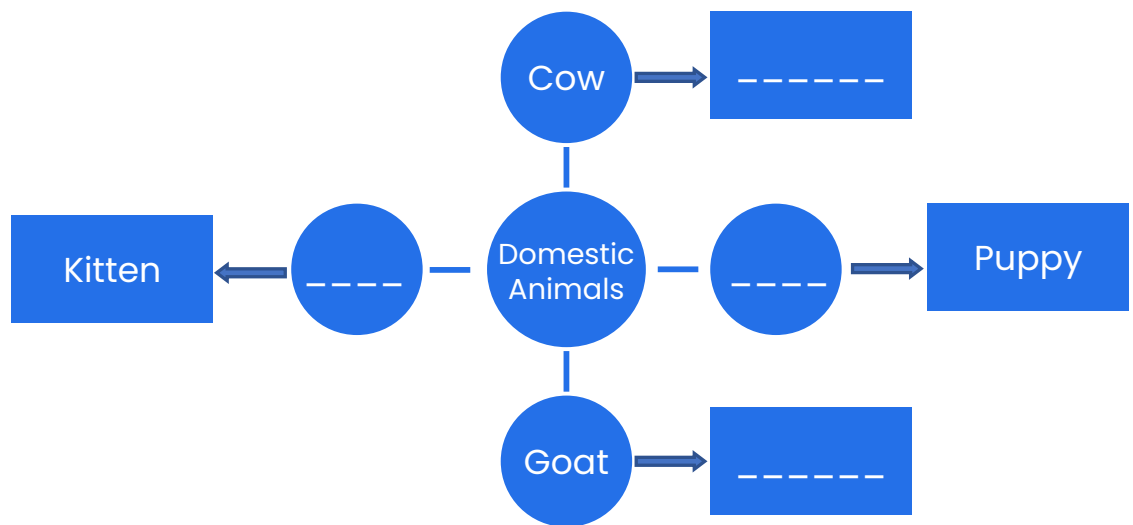 Cow
_ _ _ _ _ _
Kitten
_ _ _ _
Domestic
Animals
_ _ _ _
Puppy
Goat
_ _ _ _ _ _